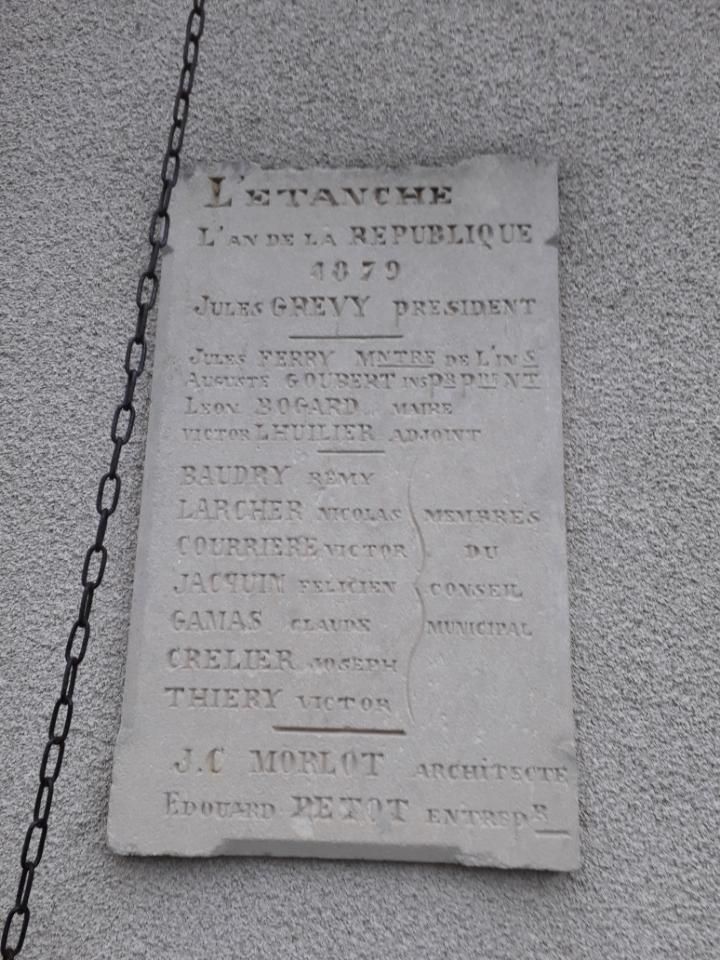 L'ETANCHE
L'AN DE LA REPUBLIQUE
1879
JULES GREVY PRESIDENT
JULES FERRY MNTRE DE L'INS
AUGUSTE GOUBERT INSPR
LEON BOGARD MAIRE
VICTOR LHUILIER ADJOINT
BAUDRY REMY
LARCHER NICOLAS MEMBRES
COURRIERE VICTOR DU
JACQUIN FELICIEN CONSEIL
GAMAS CLAUDE MUNICIPAL
CRELIER JOSEPH
THIERY VICTOR
J.C MORLOT ARCHITECTE
EDOUARD PETOT ENTREPR